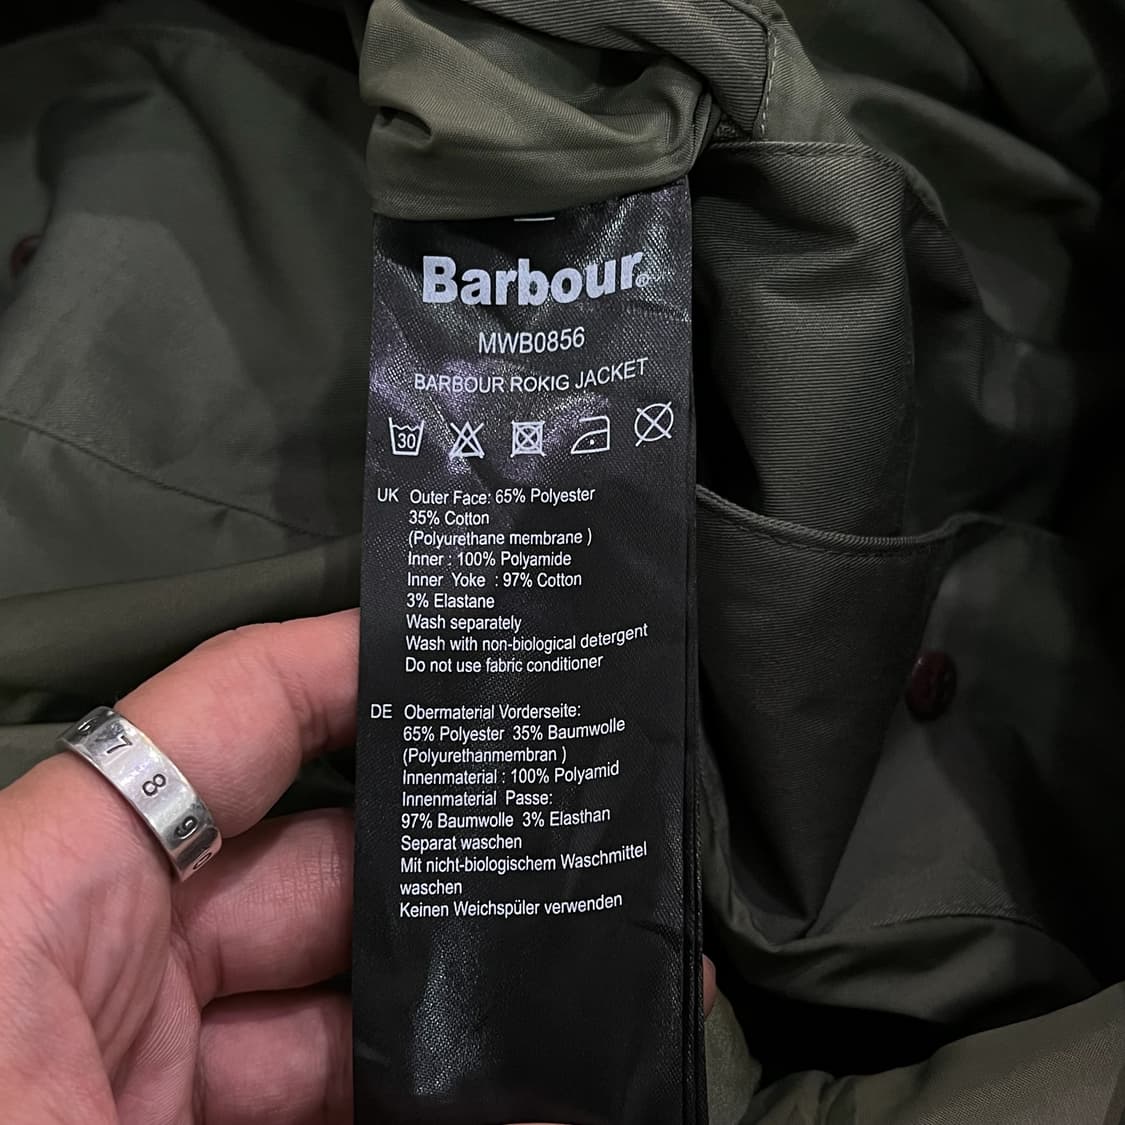 Barbour®
MWB0856
BARBOUR ROKIG JACKET
30
UK Outer Face: 65% Polyester
35% Cotton
(Polyurethane membrane )
Inner : 100% Polyamide
Inner Yoke : 97% Cotton
3% Elastane
Wash separately
Wash with non-biological detergent
Do not use fabric conditioner
DE Obermaterial Vorderseite:
65% Polyester 35% Baumwolle
(Polyurethanmembran )
Innenmaterial : 100% Polyamid
Innenmaterial Passe:
97% Baumwolle 3% Elasthan
Separat waschen
Mit nicht-biologischem Waschmittel
waschen
Keinen Weichspüler verwenden
7
8
9